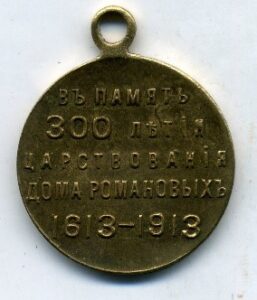 ВЪ ПАМЯТЬ
300 ЛѢТІЯ
ЦАРСТВОВАНІЯ
ДОМА РОМАНОВЫХЪ
1613-1913